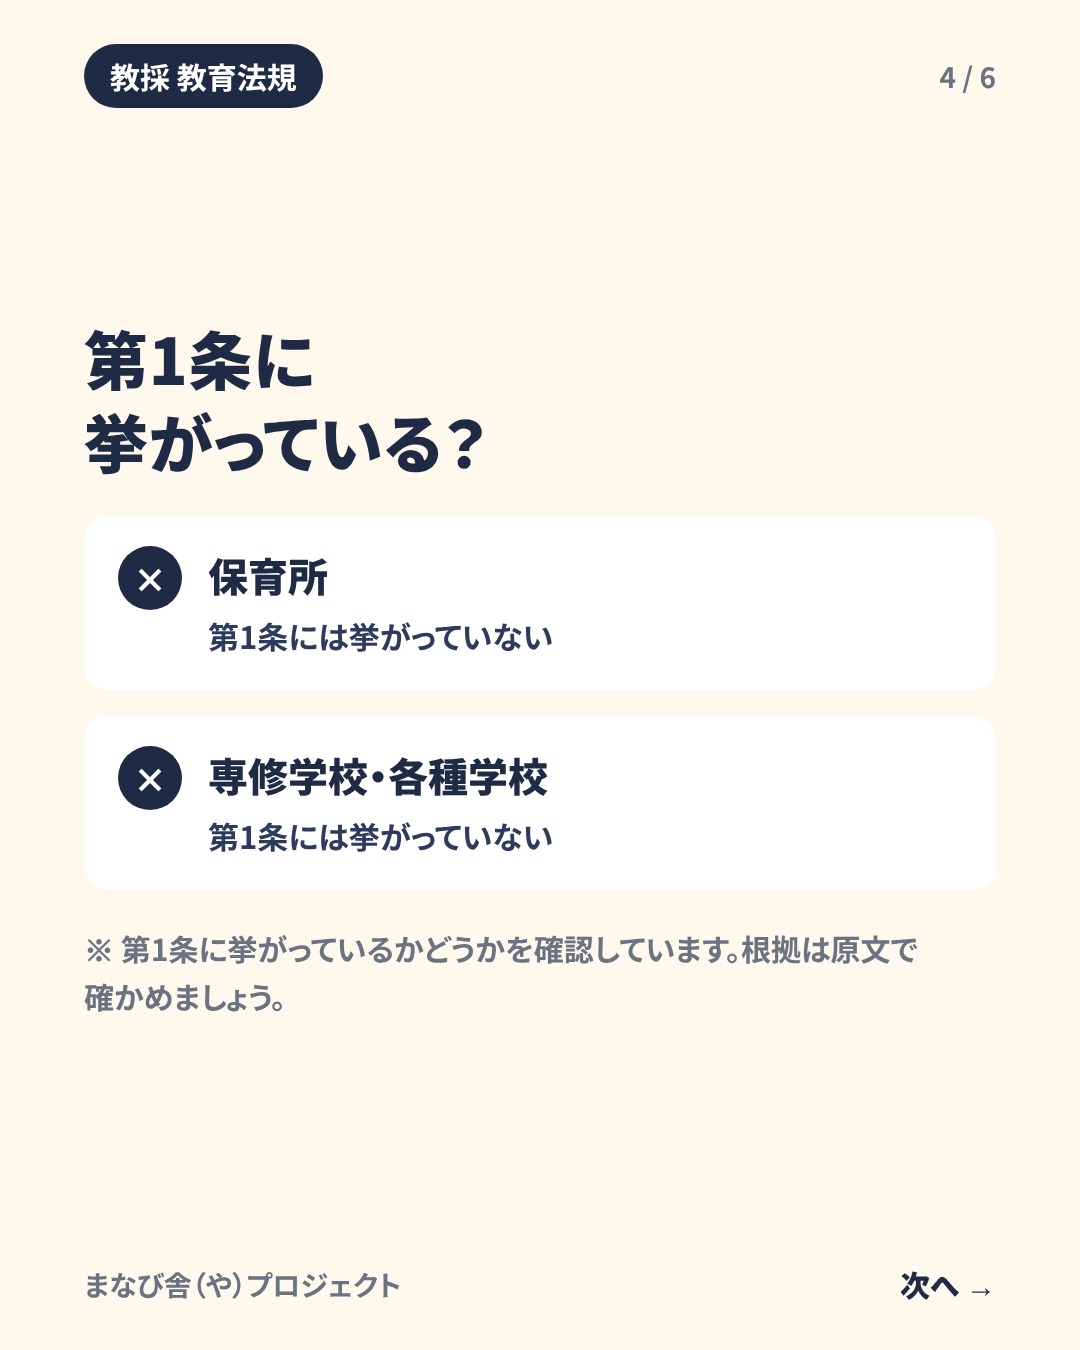 教採 教育法規
4 / 6
第1条に
挙がっている？
× 保育所
第1条には挙がっていない
× 専修学校・各種学校
第1条には挙がっていない
※ 第1条に挙がっているかどうかを確認しています。根拠は原文で
確かめましょう。
まなび舎（や）プロジェクト
次へ →